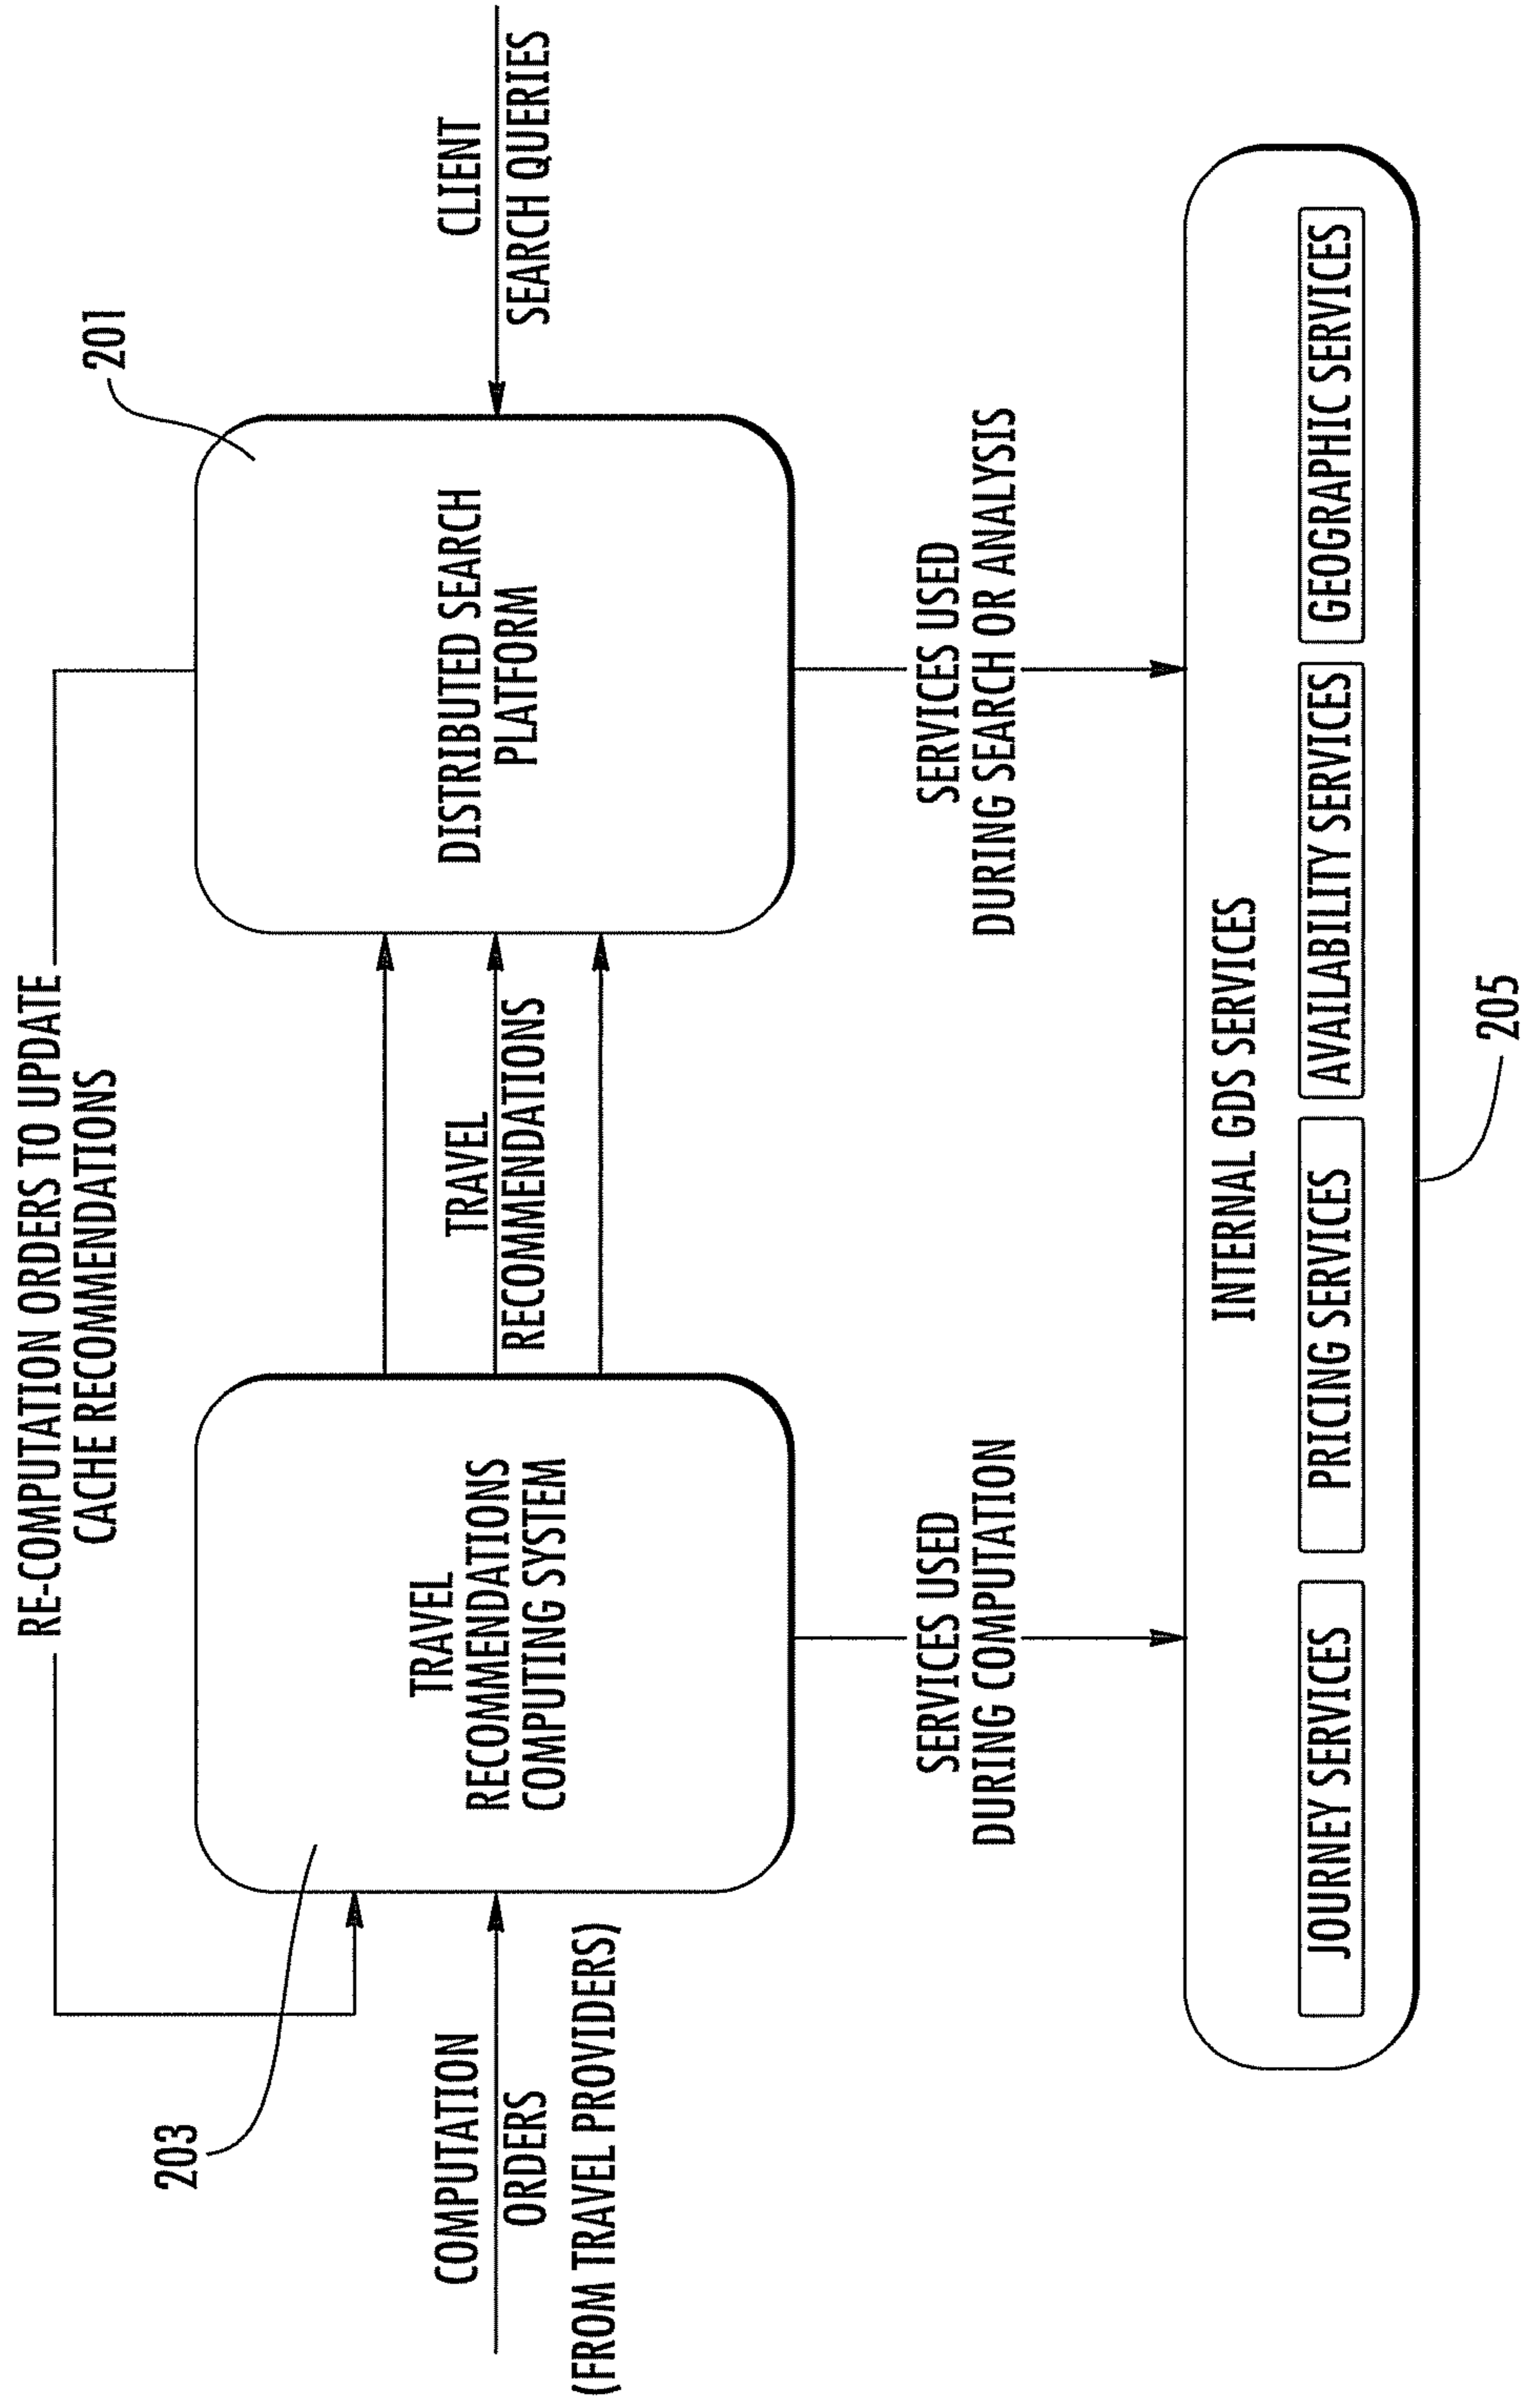 RE-COMPUTATION ORDERS TO UPDATE
CACHE RECOMMENDATIONS
203
201
COMPUTATION
ORDERS
(FROM TRAVEL PROVIDERS)
TRAVEL
RECOMMENDATIONS
COMPUTING SYSTEM
TRAVEL
RECOMMENDATIONS
DISTRIBUTED SEARCH
PLATFORM
CLIENT
SEARCH QUERIES
SERVICES USED
DURING COMPUTATION
SERVICES USED
DURING SEARCH OR ANALYSIS
INTERNAL GDS SERVICES
JOURNEY SERVICES
PRICING SERVICES
AVAILABILITY SERVICES
GEOGRAPHIC SERVICES
205